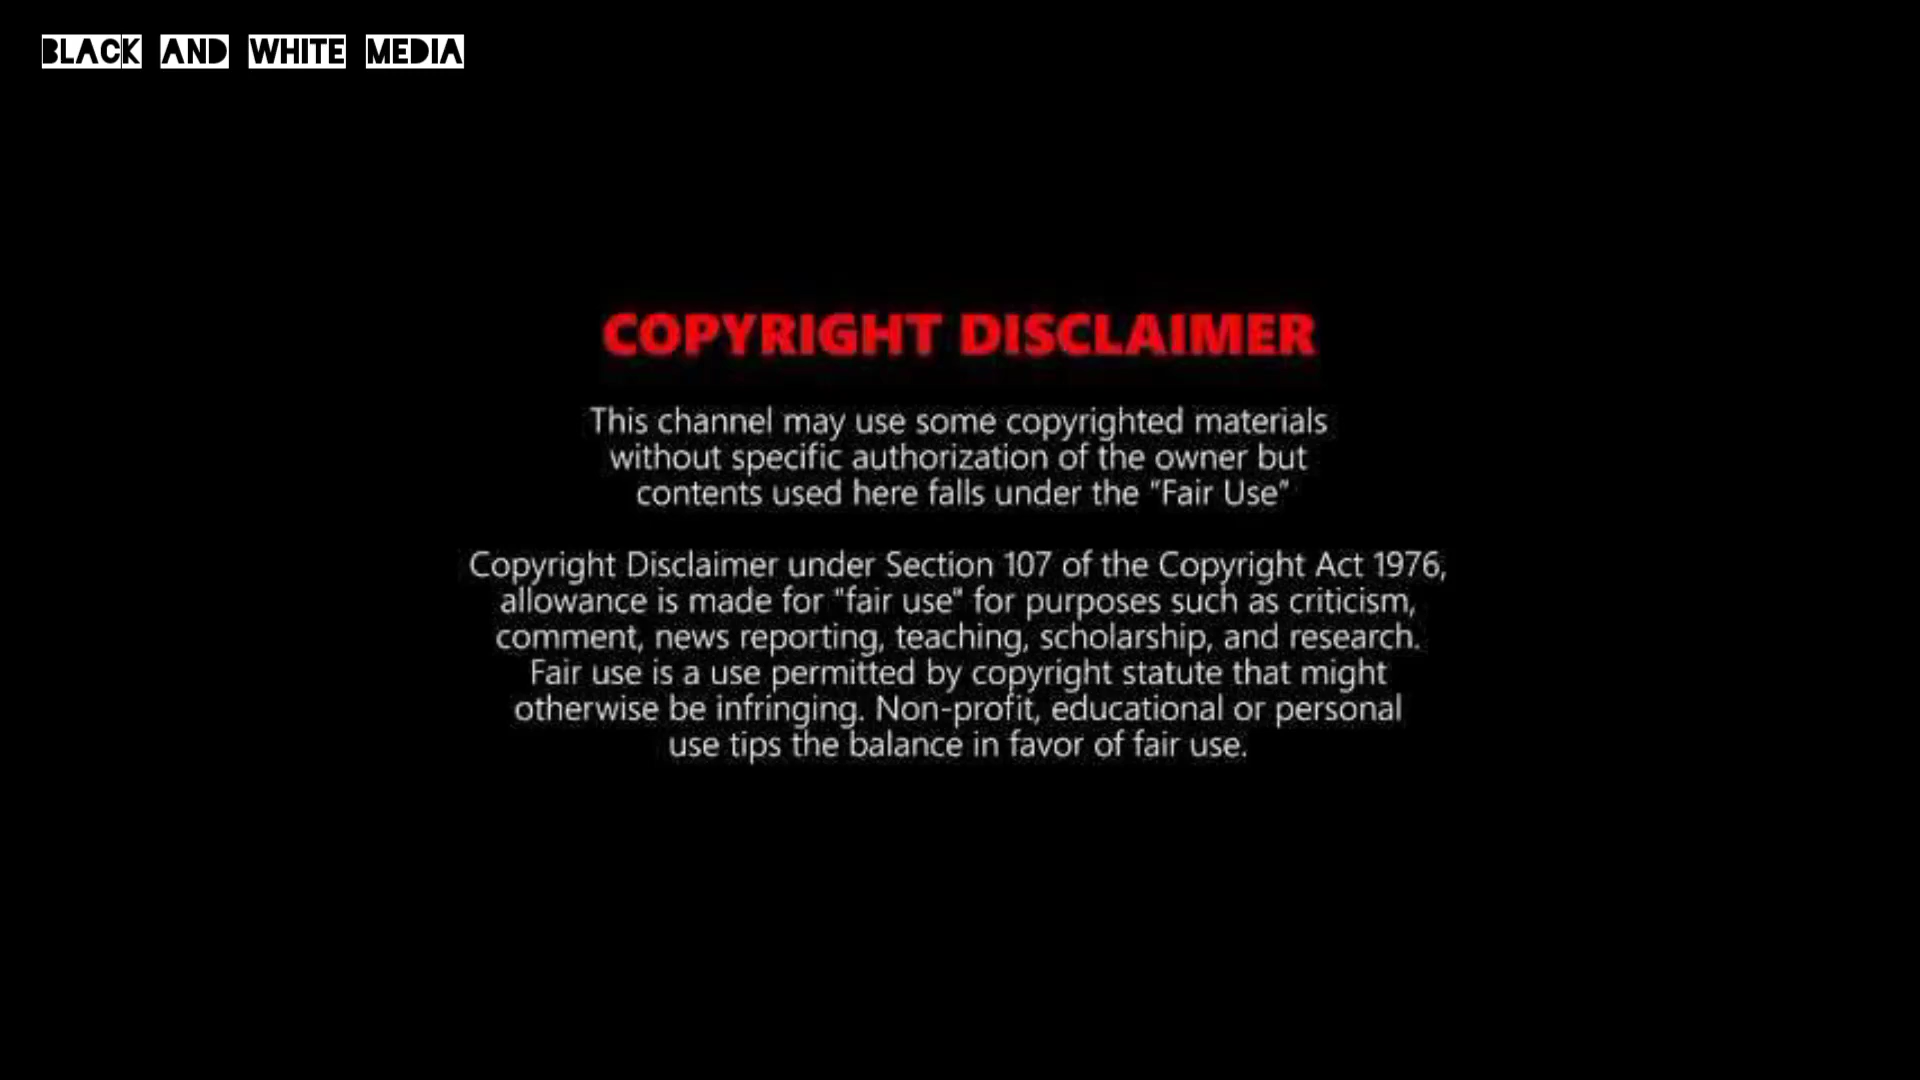 BLACK AND WHITE MEDIA
COPYRIGHT DISCLAIMER
This channel may use some copyrighted materials
without specific authorization of the owner but
contents used here falls under the "Fair Use"
Copyright Disclaimer under Section 107 of the Copyright Act 1976,
allowance is made for "fair use" for purposes such as criticism,
comment, news reporting, teaching, scholarship, and research.
Fair use is a use permitted by copyright statute that might
otherwise be infringing. Non-profit, educational or personal
use tips the balance in favor of fair use.